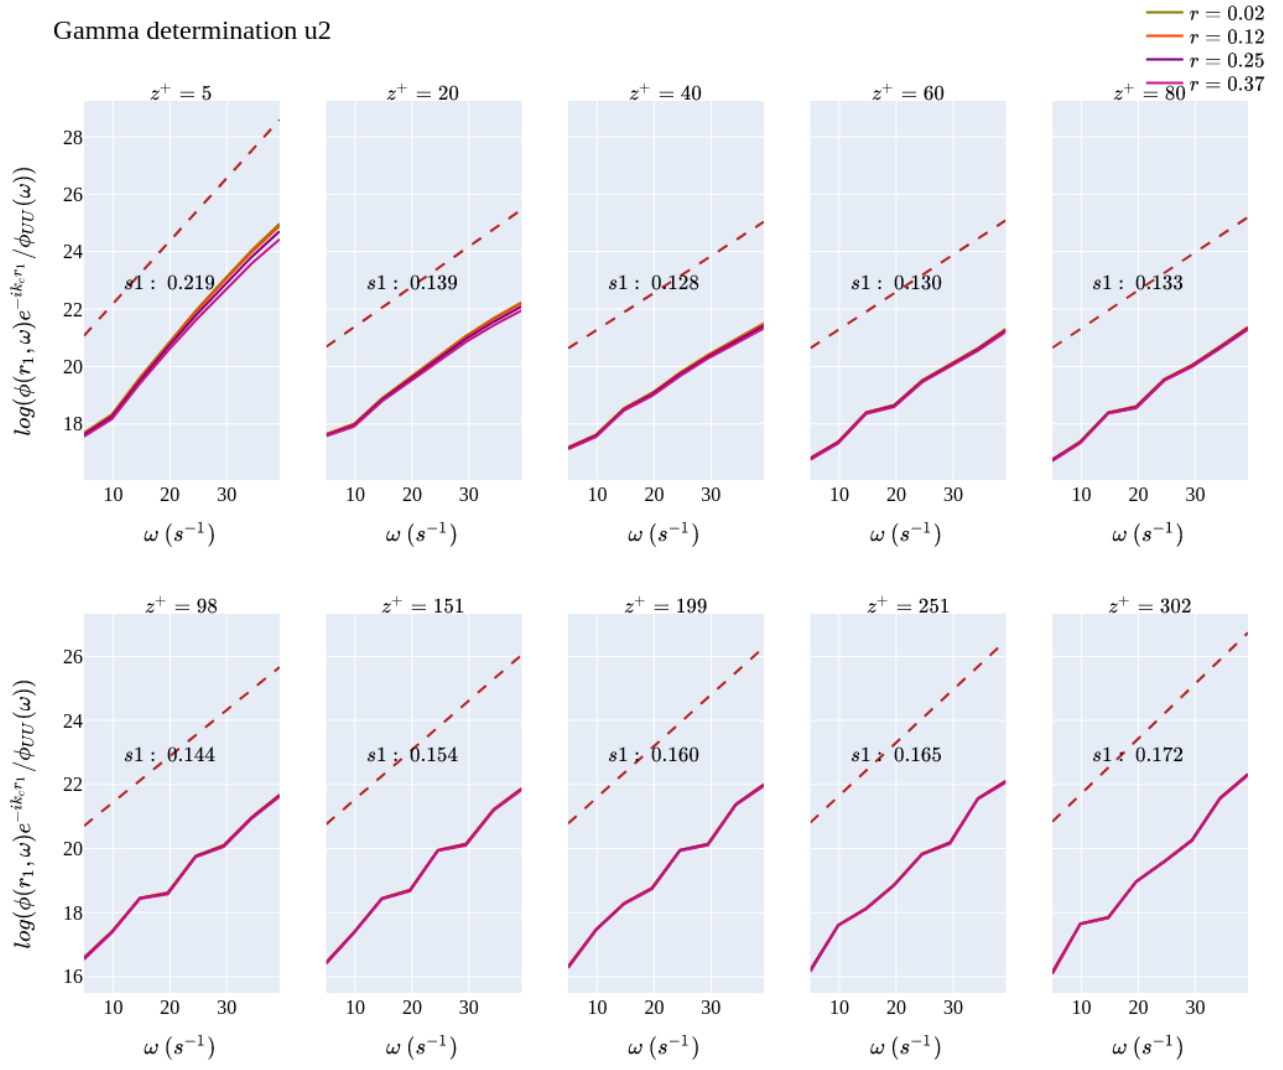 Gamma determination u2
r = 0.02
r = 0.12
r = 0.25
r = 0.37
z⁺ = 5
z⁺ = 20
z⁺ = 40
z⁺ = 60
z⁺ = 80
log(ϕ(r₁, ω)e^{−ik_c r₁}/ϕ_{UU}(ω))
28
26
24
22
20
18
s1 : 0.219
s1 : 0.139
s1 : 0.128
s1 : 0.130
s1 : 0.133
10 20 30
10 20 30
10 20 30
10 20 30
10 20 30
ω (s⁻¹)
ω (s⁻¹)
ω (s⁻¹)
ω (s⁻¹)
ω (s⁻¹)
z⁺ = 98
z⁺ = 151
z⁺ = 199
z⁺ = 251
z⁺ = 302
log(ϕ(r₁, ω)e^{−ik_c r₁}/ϕ_{UU}(ω))
26
24
22
20
18
16
s1 : 0.144
s1 : 0.154
s1 : 0.160
s1 : 0.165
s1 : 0.172
10 20 30
10 20 30
10 20 30
10 20 30
10 20 30
ω (s⁻¹)
ω (s⁻¹)
ω (s⁻¹)
ω (s⁻¹)
ω (s⁻¹)